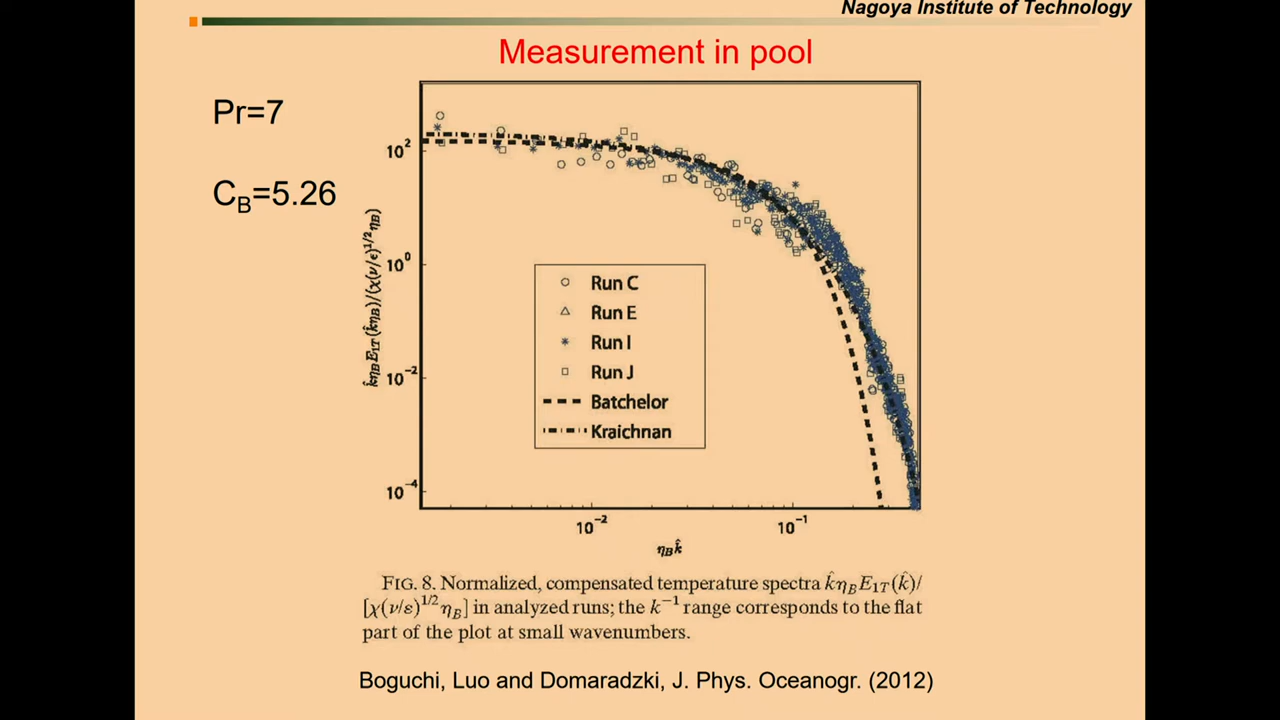 Nagoya Institute of Technology
Measurement in pool
Pr=7
C_B=5.26
10^2
10^0
10^-2
10^-4
k̂η_B E_1T(k̂η_B)/(χ(ν/ε)^1/2 η_B)
Run C
Run E
Run I
Run J
Batchelor
Kraichnan
10^-2
10^-1
η_B k̂
FIG. 8. Normalized, compensated temperature spectra k̂η_B E_1T(k̂)/
[χ(ν/ε)^1/2 η_B] in analyzed runs; the k^-1 range corresponds to the flat
part of the plot at small wavenumbers.
Boguchi, Luo and Domaradzki, J. Phys. Oceanogr. (2012)